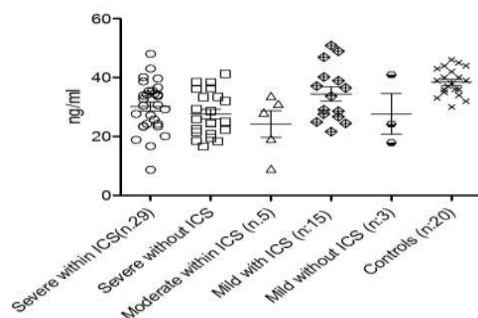 60
40
20
0
ng/ml
Severe within ICS(n:29)
Severe without ICS
Moderate within ICS (n:5)
Mild with ICS (n:15)
Mild without ICS (n:3)
Controls (n:20)